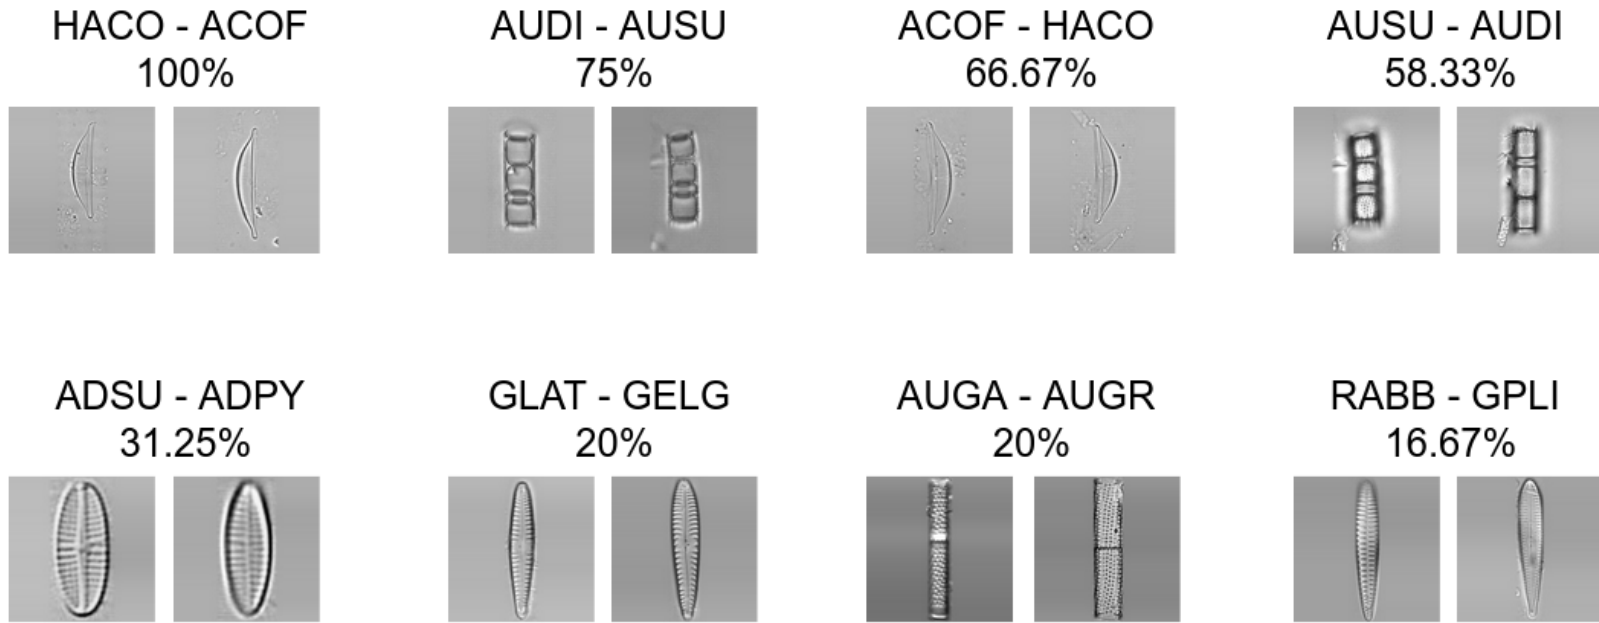 HACO - ACOF
100%
AUDI - AUSU
75%
ACOF - HACO
66.67%
AUSU - AUDI
58.33%
ADSU - ADPY
31.25%
GLAT - GELG
20%
AUGA - AUGR
20%
RABB - GPLI
16.67%